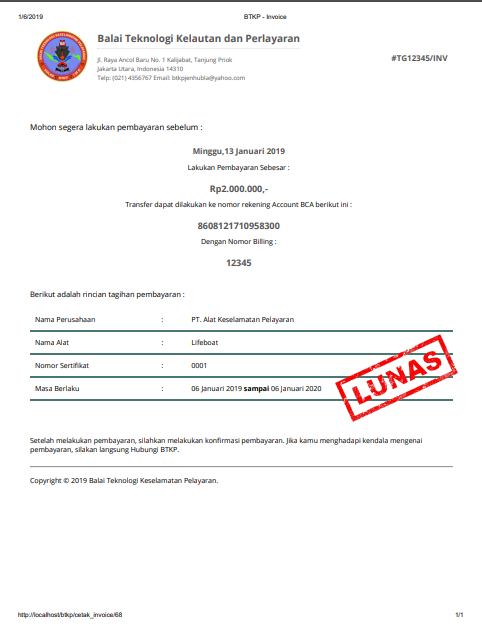 1/6/2019
BTKP - Invoice
Balai Teknologi Kelautan dan Perlayaran
Jl. Raya Ancol Baru No. 1 Kalijabat, Tanjung Priok
Jakarta Utara, Indonesia 14310
Telp: (021) 4356767 Email: btkpjenhubla@yahoo.com
#TG12345/INV
Mohon segera lakukan pembayaran sebelum :
Minggu,13 Januari 2019
Lakukan Pembayaran Sebesar :
Rp2.000.000,-
Transfer dapat dilakukan ke nomor rekening Account BCA berikut ini :
8608121710958300
Dengan Nomor Billing :
12345
Berikut adalah rincian tagihan pembayaran :
Nama Perusahaan : PT. Alat Keselamatan Pelayaran
Nama Alat : Lifeboat
Nomor Sertifikat : 0001
Masa Berlaku : 06 Januari 2019 sampai 06 Januari 2020
LUNAS
Setelah melakukan pembayaran, silahkan melakukan konfirmasi pembayaran. Jika kamu menghadapi kendala mengenai
pembayaran, silakan langsung Hubungi BTKP.
Copyright © 2019 Balai Teknologi Keselamatan Pelayaran.
http://localhost/btkp/cetak_invoice/68
1/1